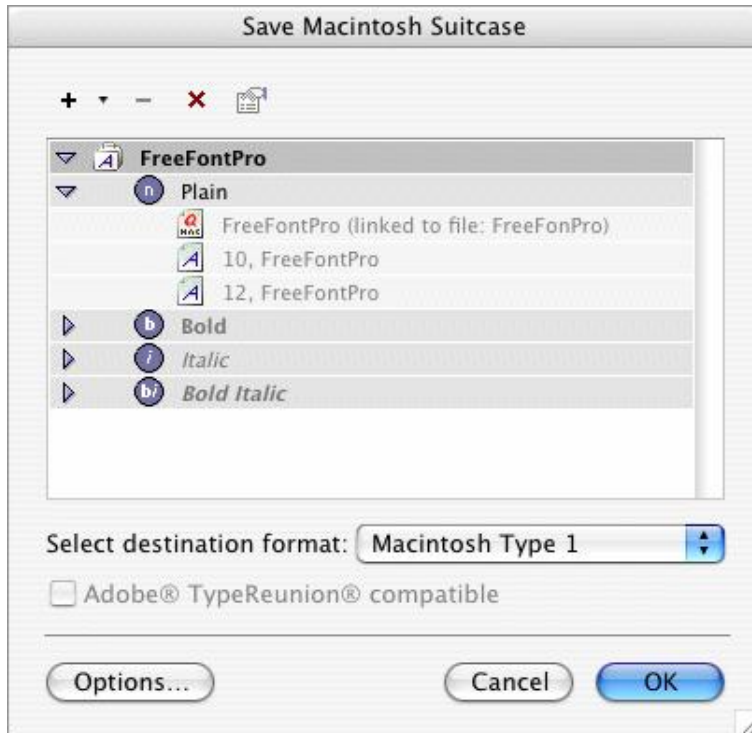 Save Macintosh Suitcase
FreeFontPro
n Plain
FreeFontPro (linked to file: FreeFonPro)
10, FreeFontPro
12, FreeFontPro
b Bold
i Italic
bi Bold Italic
Select destination format: Macintosh Type 1
Adobe® TypeReunion® compatible
Options... Cancel OK